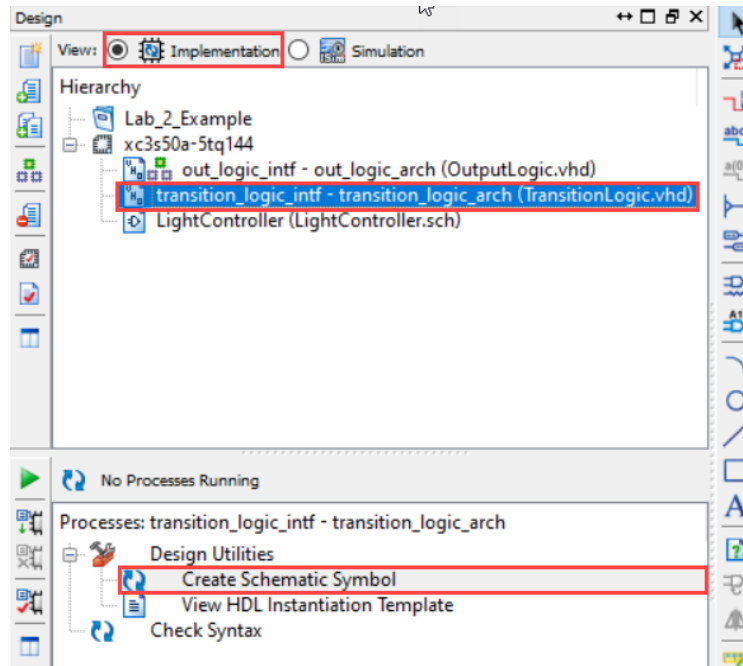 Design
View: Implementation Simulation
Hierarchy
Lab_2_Example
xc3s50a-5tq144
out_logic_intf - out_logic_arch (OutputLogic.vhd)
transition_logic_intf - transition_logic_arch (TransitionLogic.vhd)
LightController (LightController.sch)
No Processes Running
Processes: transition_logic_intf - transition_logic_arch
Design Utilities
Create Schematic Symbol
View HDL Instantiation Template
Check Syntax